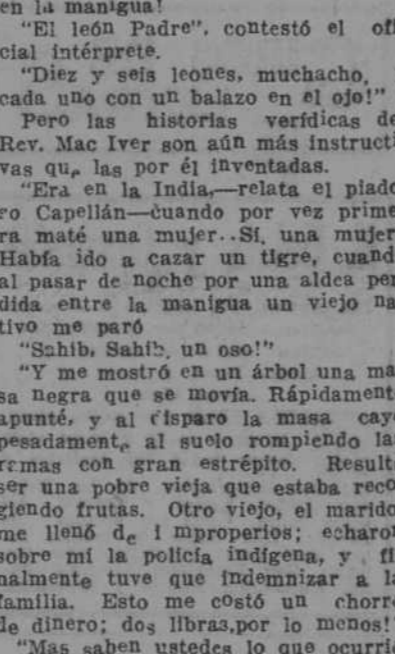 en la manigua!
"El león Padre". contestó el ofi
cial intérprete.
"Diez y seis leones, muchacho,
cada uno con un balazo en el ojo!"
Pero las historias verídicas de
Rev. Mac Iver son aún más instructi
vas que las por él inventadas.
"Era en la India,—relata el piado
ro Capellán—cuando por vez prime
ra maté una mujer..Sí, una mujer
Había ido a cazar un tigre, cuand
al pasar de noche por una aldea per
dida entre la manigua un viejo na
tivo me paró
"Sahib, Sahib, un oso!"
"Y me mostró en un árbol una ma
sa negra que se movía. Rápidament
apunté, y al disparo la masa cay
pesadamente al suelo rompiendo la
ramas con gran estrépito. Result
ser una pobre vieja que estaba reco
giendo frutas. Otro viejo, el marido
me llenó de i mproperios; echaron
sobre mí la policía indígena, y fi
nalmente tuve que indemnizar a la
familia. Esto me costó un chorro
de dinero; dos libras,por lo menos!"
"Mas saben ustedes lo que ocurrió